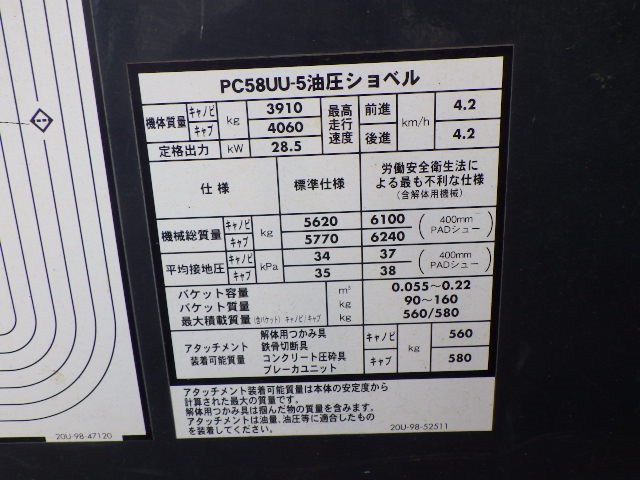 PC58UU-5油圧ショベル
機体質量 キャノピ kg 3910 最高走行速度 前進 km/h 4.2
キャブ 4060 後進 4.2
定格出力 kW 28.5
仕様 標準仕様 労働安全衛生法による最も不利な仕様 (含解体用機械)
機械総質量 キャノピ kg 5620 6100 (400mm PADシュー)
キャブ 5770 6240
平均接地圧 キャノピ kPa 34 37 (400mm PADシュー)
キャブ 35 38
バケット容量 m³ 0.055〜0.22
バケット質量 kg 90〜160
最大積載質量(含バケット) キャノピ/キャブ kg 560/580
アタッチメント装着可能質量 解体用つかみ具 キャノピ kg 560
鉄骨切断具
コンクリート圧砕具 キャブ 580
ブレーカユニット
アタッチメント装着可能質量は本体の安定度から
計算された最大の質量です。
解体用つかみ具は掴んだ物の質量を含みます。
アタッチメントは油量、油圧等に適合したもの
を装着してください。
20U-98-52511
20U-98-47120